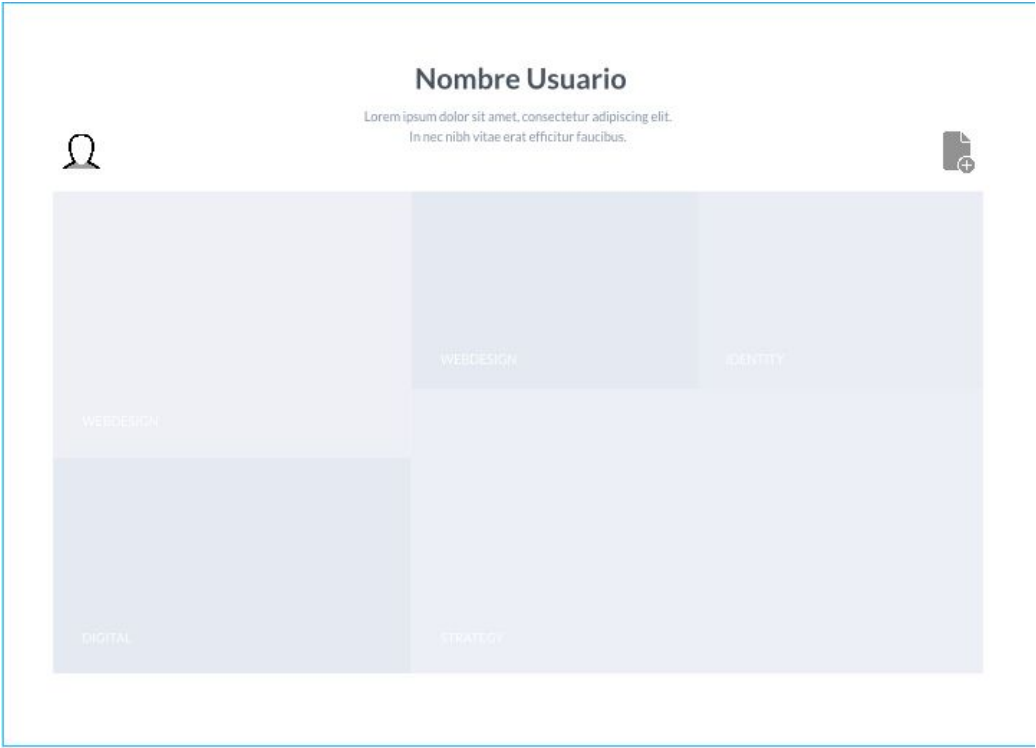 Nombre Usuario
Lorem ipsum dolor sit amet, consectetur adipiscing elit.
In nec nibh vitae erat efficitur faucibus.
WEBDESIGN
IDENTITY
WEBDESIGN
DIGITAL
STRATEGY